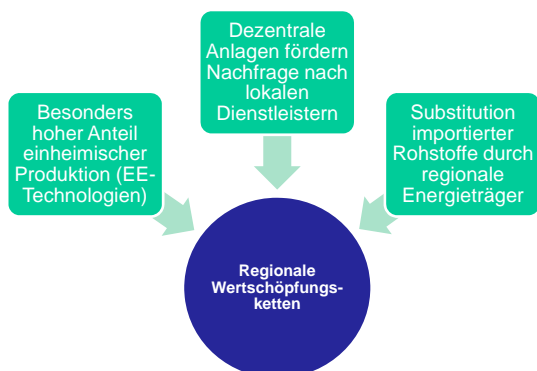 Besonders
hoher Anteil
einheimischer
Produktion (EE-
Technologien)
Dezentrale
Anlagen fördern
Nachfrage nach
lokalen
Dienstleistern
Substitution
importierter
Rohstoffe durch
regionale
Energieträger
Regionale
Wertschöpfungs-
ketten